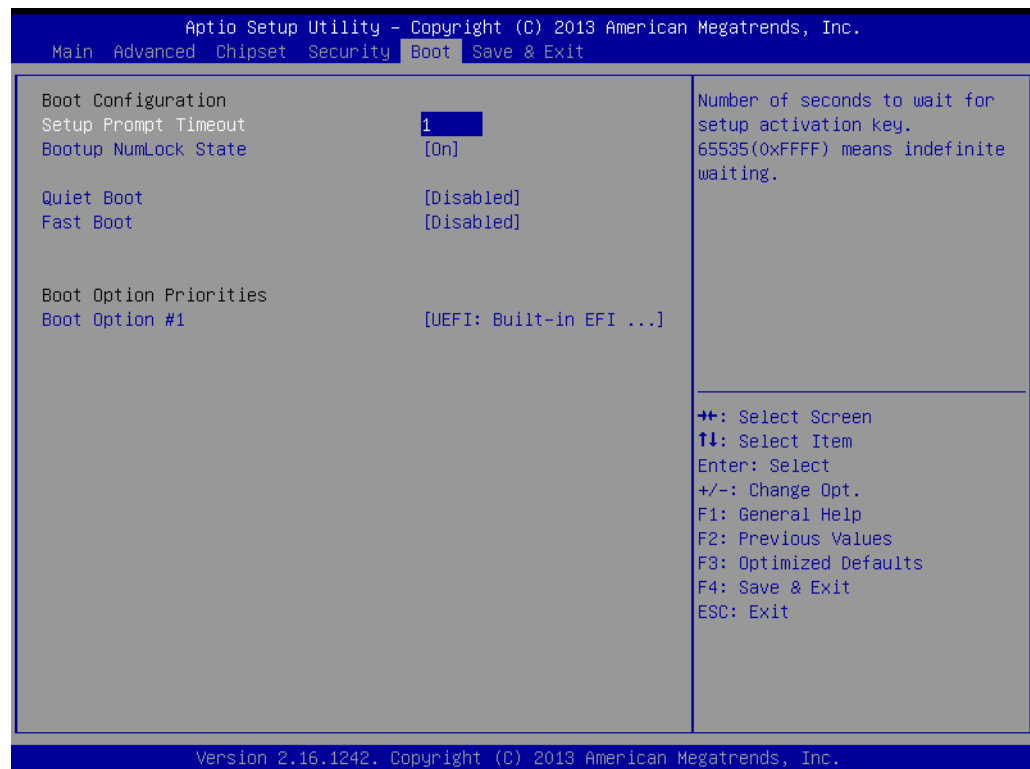 Aptio Setup Utility – Copyright (C) 2013 American Megatrends, Inc.
Main Advanced Chipset Security Boot Save & Exit
Boot Configuration
Setup Prompt Timeout 1
Bootup NumLock State [On]
Quiet Boot [Disabled]
Fast Boot [Disabled]
Boot Option Priorities
Boot Option #1 [UEFI: Built-in EFI ...]
Number of seconds to wait for
setup activation key.
65535(0xFFFF) means indefinite
waiting.
→←: Select Screen
↑↓: Select Item
Enter: Select
+/-: Change Opt.
F1: General Help
F2: Previous Values
F3: Optimized Defaults
F4: Save & Exit
ESC: Exit
Version 2.16.1242. Copyright (C) 2013 American Megatrends, Inc.